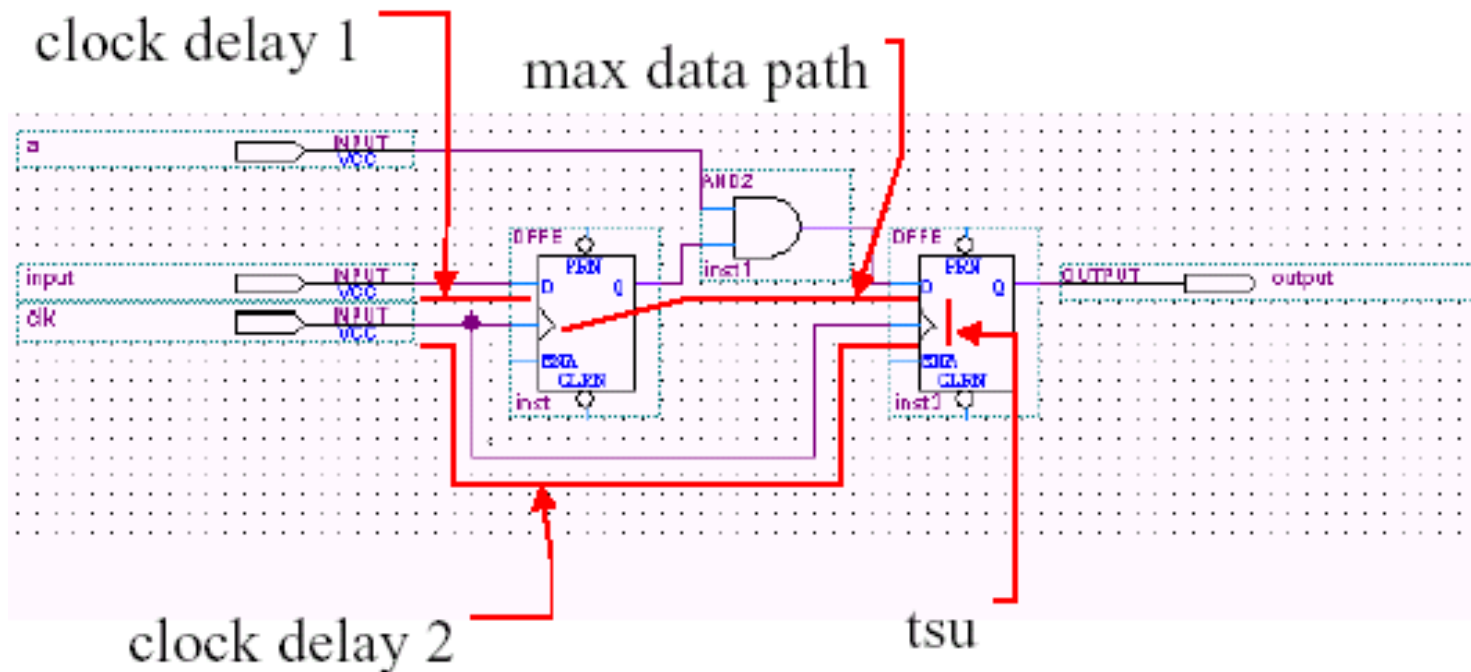 clock delay 1
max data path
a
INPUT
VCC
AND2
inst1
input
INPUT
VCC
clk
INPUT
VCC
DFFE
PRN
D
Q
ENA
CLRN
inst
DFFE
PRN
D
Q
ENA
CLRN
inst3
OUTPUT
output
clock delay 2
tsu